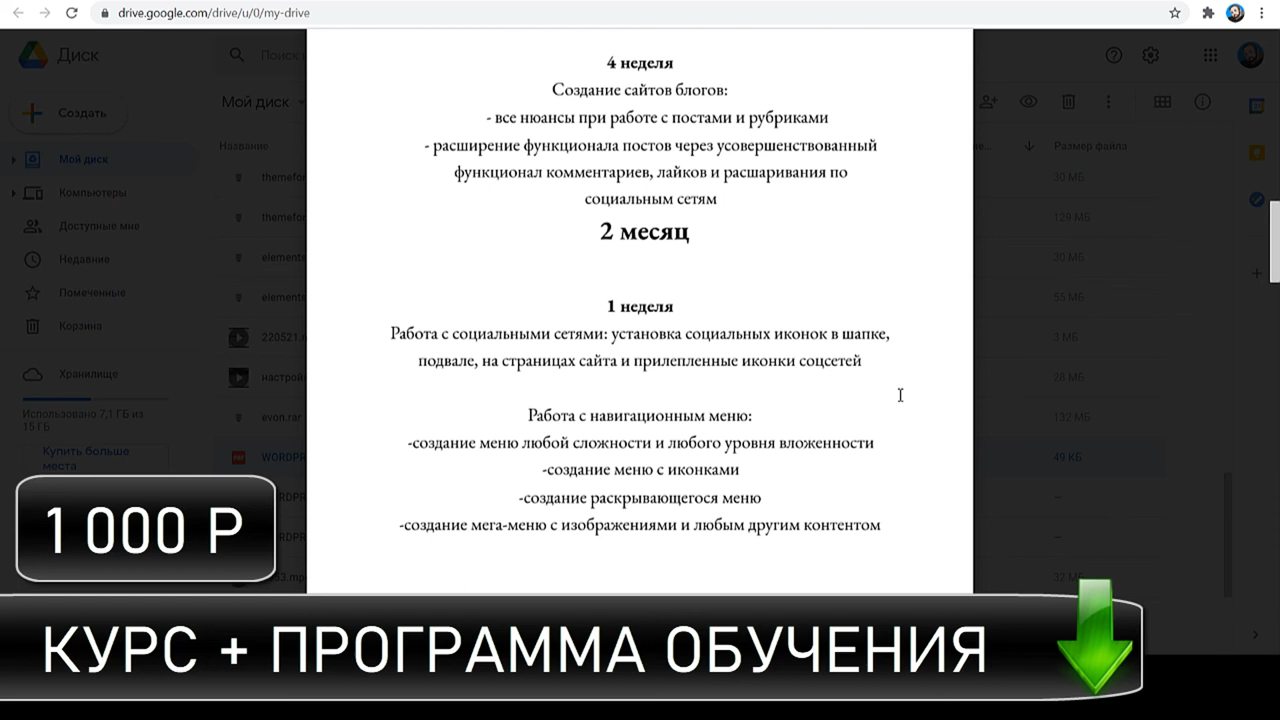 drive.google.com/drive/u/0/my-drive
Диск
Поиск
Создать
Мой диск
Название
Размер файла
Мой диск
Компьютеры
Доступные мне
Недавние
Помеченные
Корзина
Хранилище
Использовано 7,1 ГБ из
15 ГБ
Купить больше
места
30 МБ
129 МБ
30 МБ
55 МБ
3 МБ
28 МБ
evon.rar
132 МБ
49 КБ
32 МБ
4 неделя
Создание сайтов блогов:
- все нюансы при работе с постами и рубриками
- расширение функционала постов через усовершенствованный
функционал комментариев, лайков и расшаривания по
социальным сетям
2 месяц
1 неделя
Работа с социальными сетями: установка социальных иконок в шапке,
подвале, на страницах сайта и прилепленные иконки соцсетей
Работа с навигационным меню:
-создание меню любой сложности и любого уровня вложенности
-создание меню с иконками
-создание раскрывающегося меню
-создание мега-меню с изображениями и любым другим контентом
1 000 Р
КУРС + ПРОГРАММА ОБУЧЕНИЯ